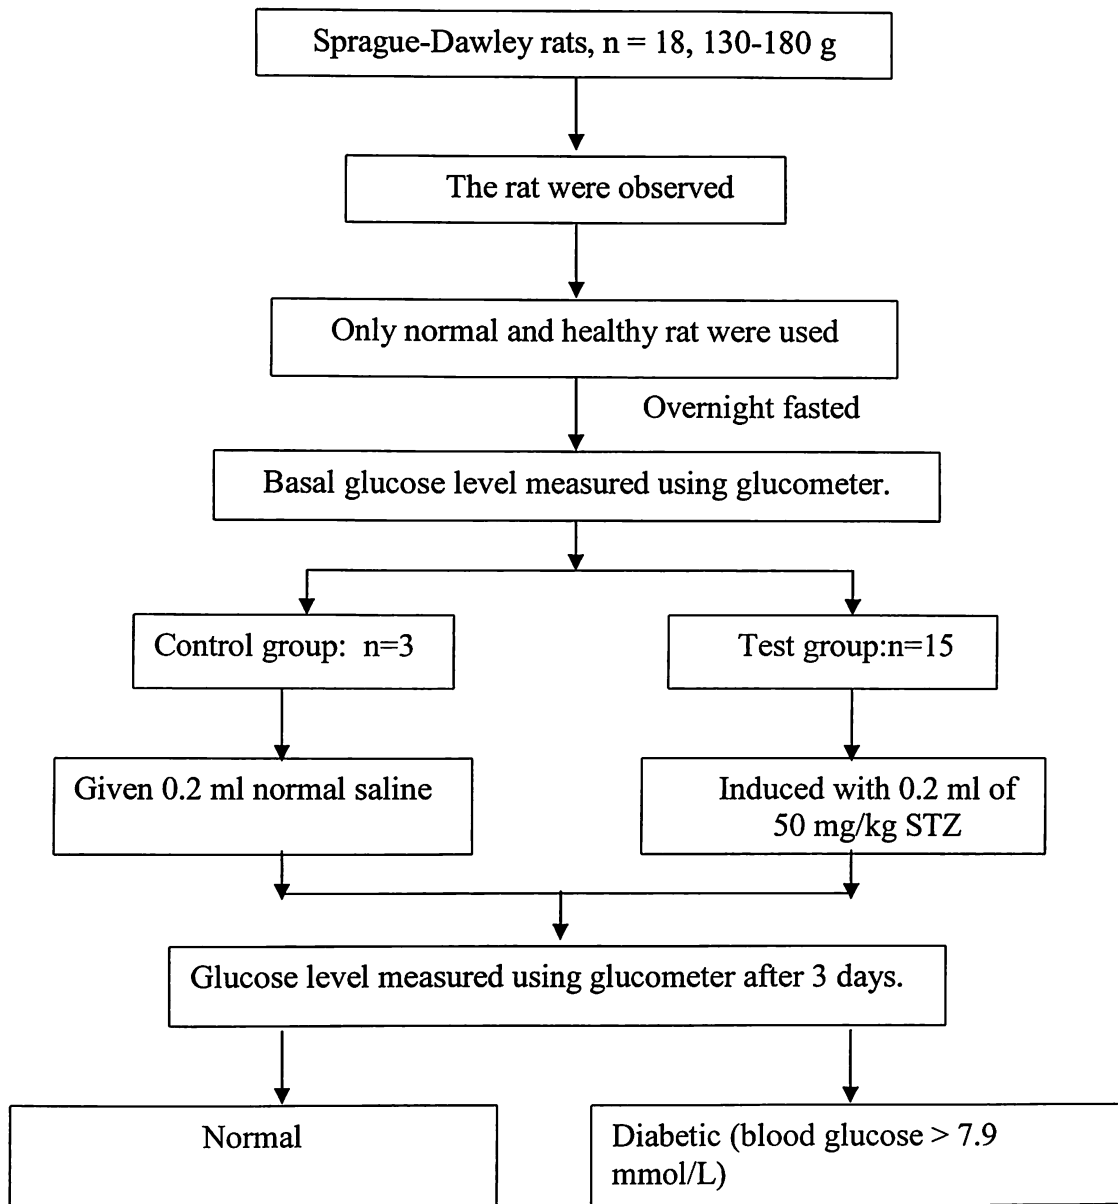 Sprague-Dawley rats, n = 18, 130-180 g
The rat were observed
Only normal and healthy rat were used
Overnight fasted
Basal glucose level measured using glucometer.
Control group:  n=3
Test group:n=15
Given 0.2 ml normal saline
Induced with 0.2 ml of
50 mg/kg STZ
Glucose level measured using glucometer after 3 days.
Normal
Diabetic (blood glucose > 7.9
mmol/L)